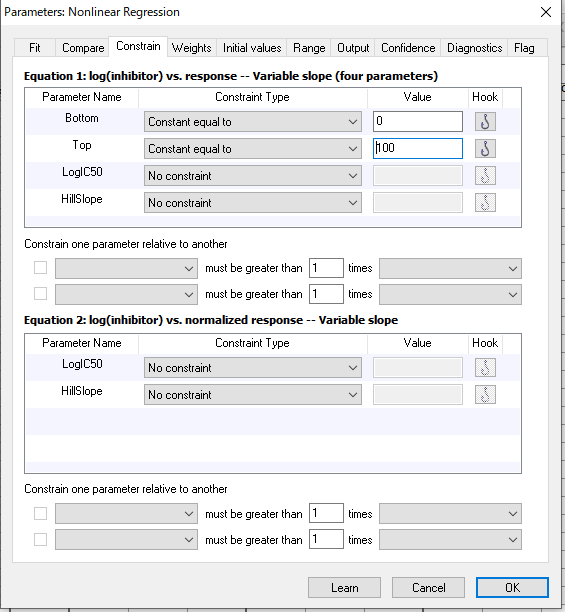 Parameters: Nonlinear Regression
Fit Compare Constrain Weights Initial values Range Output Confidence Diagnostics Flag
Equation 1: log(inhibitor) vs. response -- Variable slope (four parameters)
Parameter Name Constraint Type Value Hook
Bottom Constant equal to 0
Top Constant equal to 100
LogIC50 No constraint
HillSlope No constraint
Constrain one parameter relative to another
must be greater than 1 times
must be greater than 1 times
Equation 2: log(inhibitor) vs. normalized response -- Variable slope
Parameter Name Constraint Type Value Hook
LogIC50 No constraint
HillSlope No constraint
Constrain one parameter relative to another
must be greater than 1 times
must be greater than 1 times
Learn Cancel OK